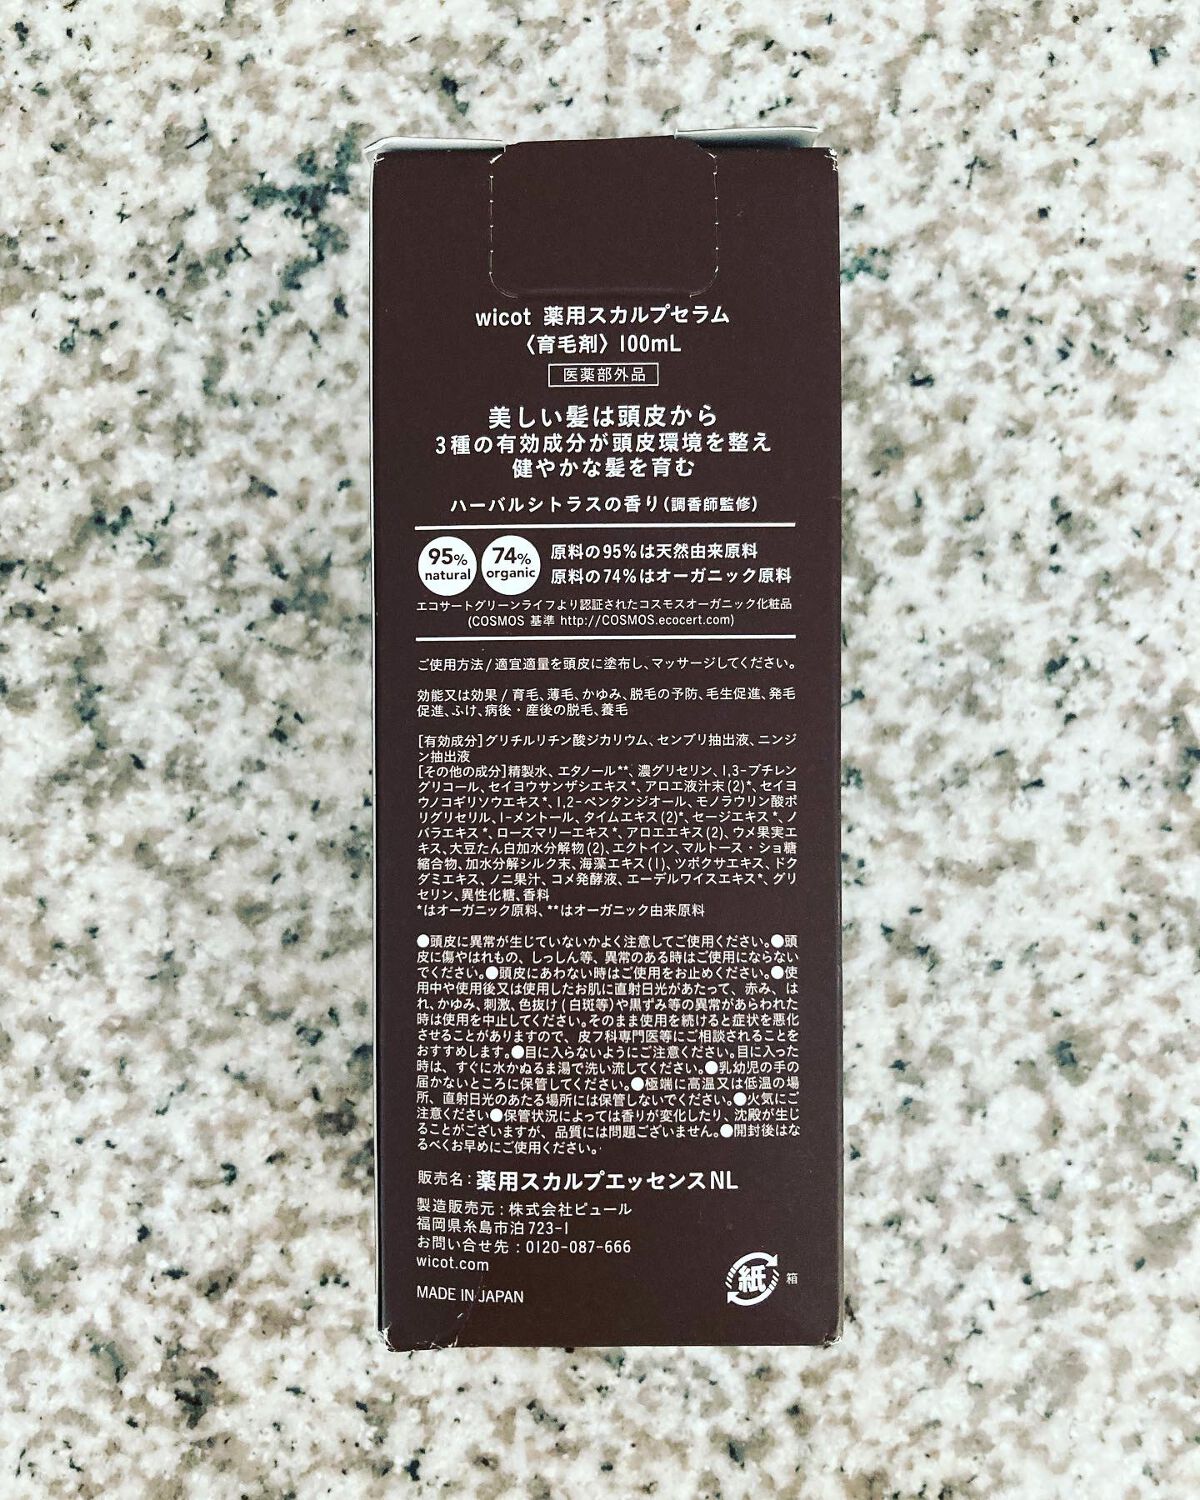 wicot 薬用スカルプセラム
〈育毛剤〉100mL
医薬部外品
美しい髪は頭皮から
3種の有効成分が頭皮環境を整え
健やかな髪を育む
ハーバルシトラスの香り(調香師監修)
95% natural
74% organic
原料の95%は天然由来原料
原料の74%はオーガニック原料
エコサートグリーンライフより認証されたコスモスオーガニック化粧品
(COSMOS 基準 http://COSMOS.ecocert.com)
ご使用方法/適宜適量を頭皮に塗布し、マッサージしてください。
効能又は効果/育毛、薄毛、かゆみ、脱毛の予防、毛生促進、発毛
促進、ふけ、病後・産後の脱毛、養毛
[有効成分]グリチルリチン酸ジカリウム、センブリ抽出液、ニンジ
ン抽出液
[その他の成分]精製水、エタノール**、濃グリセリン、1,3-ブチレン
グリコール、セイヨウサンザシエキス*、アロエ液汁末(2)*、セイヨ
ウノコギリソウエキス*、1,2-ペンタンジオール、モノラウリン酸ポ
リグリセリル、l-メントール、タイムエキス(2)*、セージエキス*、ノ
バラエキス*、ローズマリーエキス*、アロエエキス(2)、ウメ果実エ
キス、大豆たん白加水分解物(2)、エクトイン、マルトース・ショ糖
縮合物、加水分解シルク末、海藻エキス(1)、ツボクサエキス、ドク
ダミエキス、ノニ果汁、コメ発酵液、エーデルワイスエキス*、グリ
セリン、異性化糖、香料
*はオーガニック原料、**はオーガニック由来原料
●頭皮に異常が生じていないかよく注意してご使用ください。●頭
皮に傷やはれもの、しっしん等、異常のある時はご使用にならない
でください。●頭皮にあわない時はご使用をお止めください。●使
用中や使用後又は使用したお肌に直射日光があたって、赤み、は
れ、かゆみ、刺激、色抜け(白斑等)や黒ずみ等の異常があらわれた
時は使用を中止してください。そのまま使用を続けると症状を悪化
させることがありますので、皮フ科専門医等にご相談されることを
おすすめします。●目に入らないようにご注意ください。目に入った
時は、すぐに水かぬるま湯で洗い流してください。●乳幼児の手の
届かないところに保管してください。●極端に高温又は低温の場
所、直射日光のあたる場所には保管しないでください。●火気にご
注意ください●保管状況によっては香りが変化したり、沈殿が生じ
ることがございますが、品質には問題ございません。●開封後はな
るべくお早めにご使用ください。
販売名:薬用スカルプエッセンスNL
製造販売元:株式会社ピュール
福岡県糸島市泊723-1
お問い合せ先:0120-087-666
wicot.com
MADE IN JAPAN
紙 箱